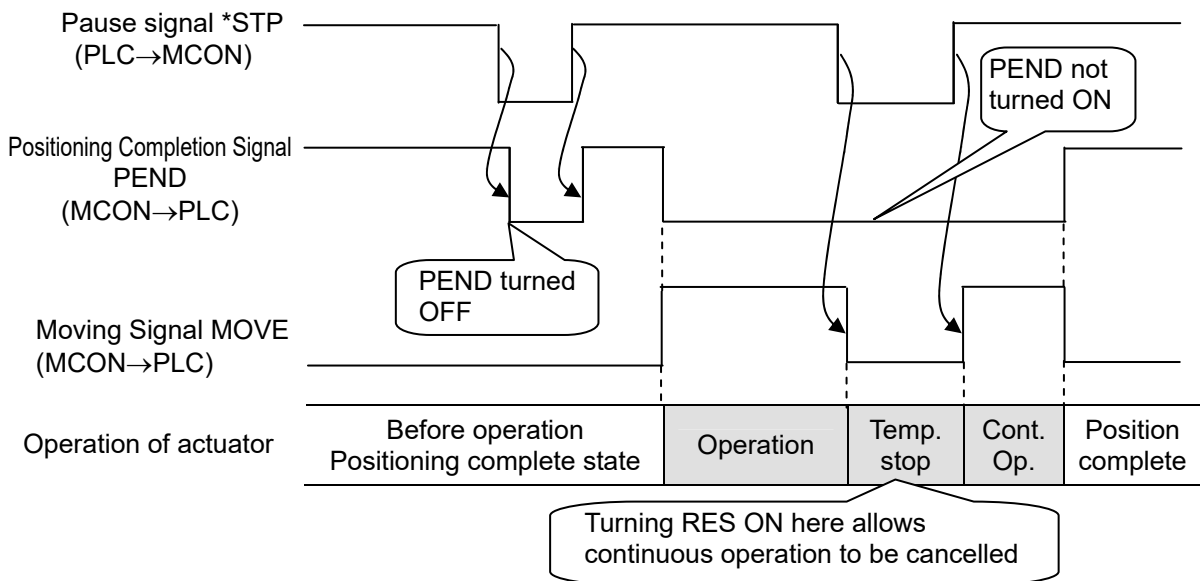 Pause signal *STP
(PLC→MCON)
PEND not
turned ON
Positioning Completion Signal
PEND
(MCON→PLC)
PEND turned
OFF
Moving Signal MOVE
(MCON→PLC)
Operation of actuator
Before operation
Positioning complete state
Operation
Temp.
stop
Cont.
Op.
Position
complete
Turning RES ON here allows
continuous operation to be cancelled